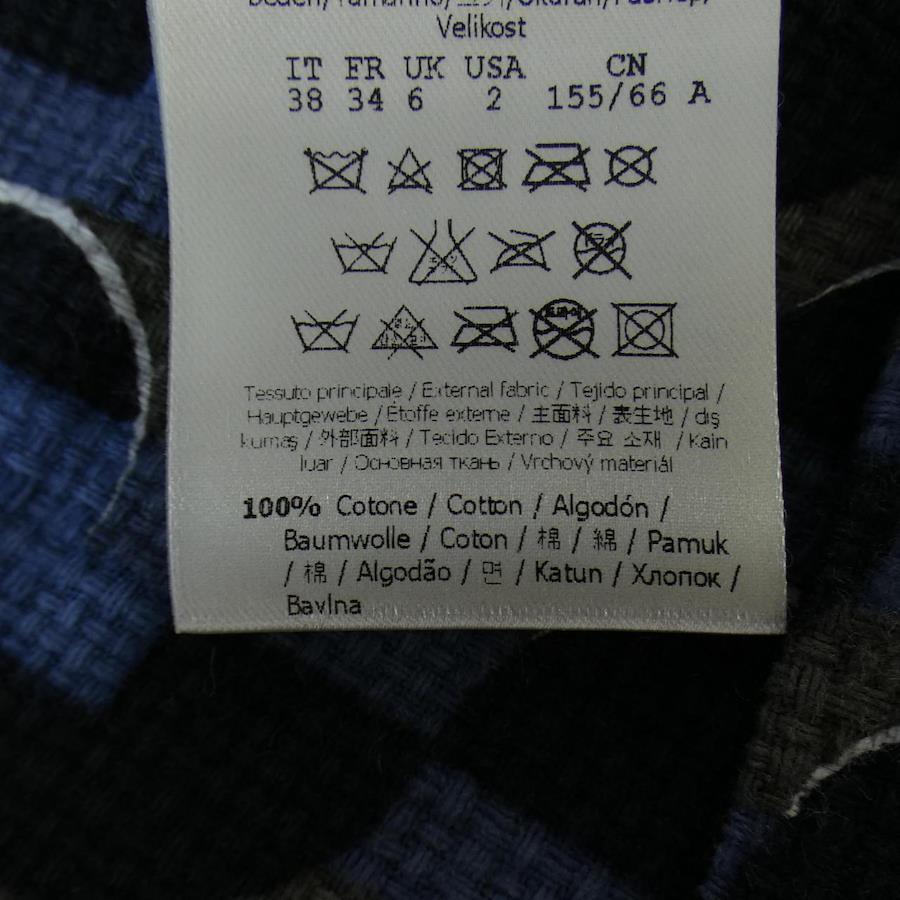 Velikost
IT FR UK USA CN
38 34 6 2 155/66 A
Tessuto principale / External fabric / Tejido principal /
Hauptgewebe / Étoffe externe / 主面料 / 表生地 / dış
kumaş / 外部面料 / Tecido Externo / 주요 소재 / Kain
luar / Основная ткань / Vrchový materiál
100% Cotone / Cotton / Algodón /
Baumwolle / Coton / 棉 / 綿 / Pamuk
/ 棉 / Algodão / 면 / Katun / Хлопок /
Bavlna